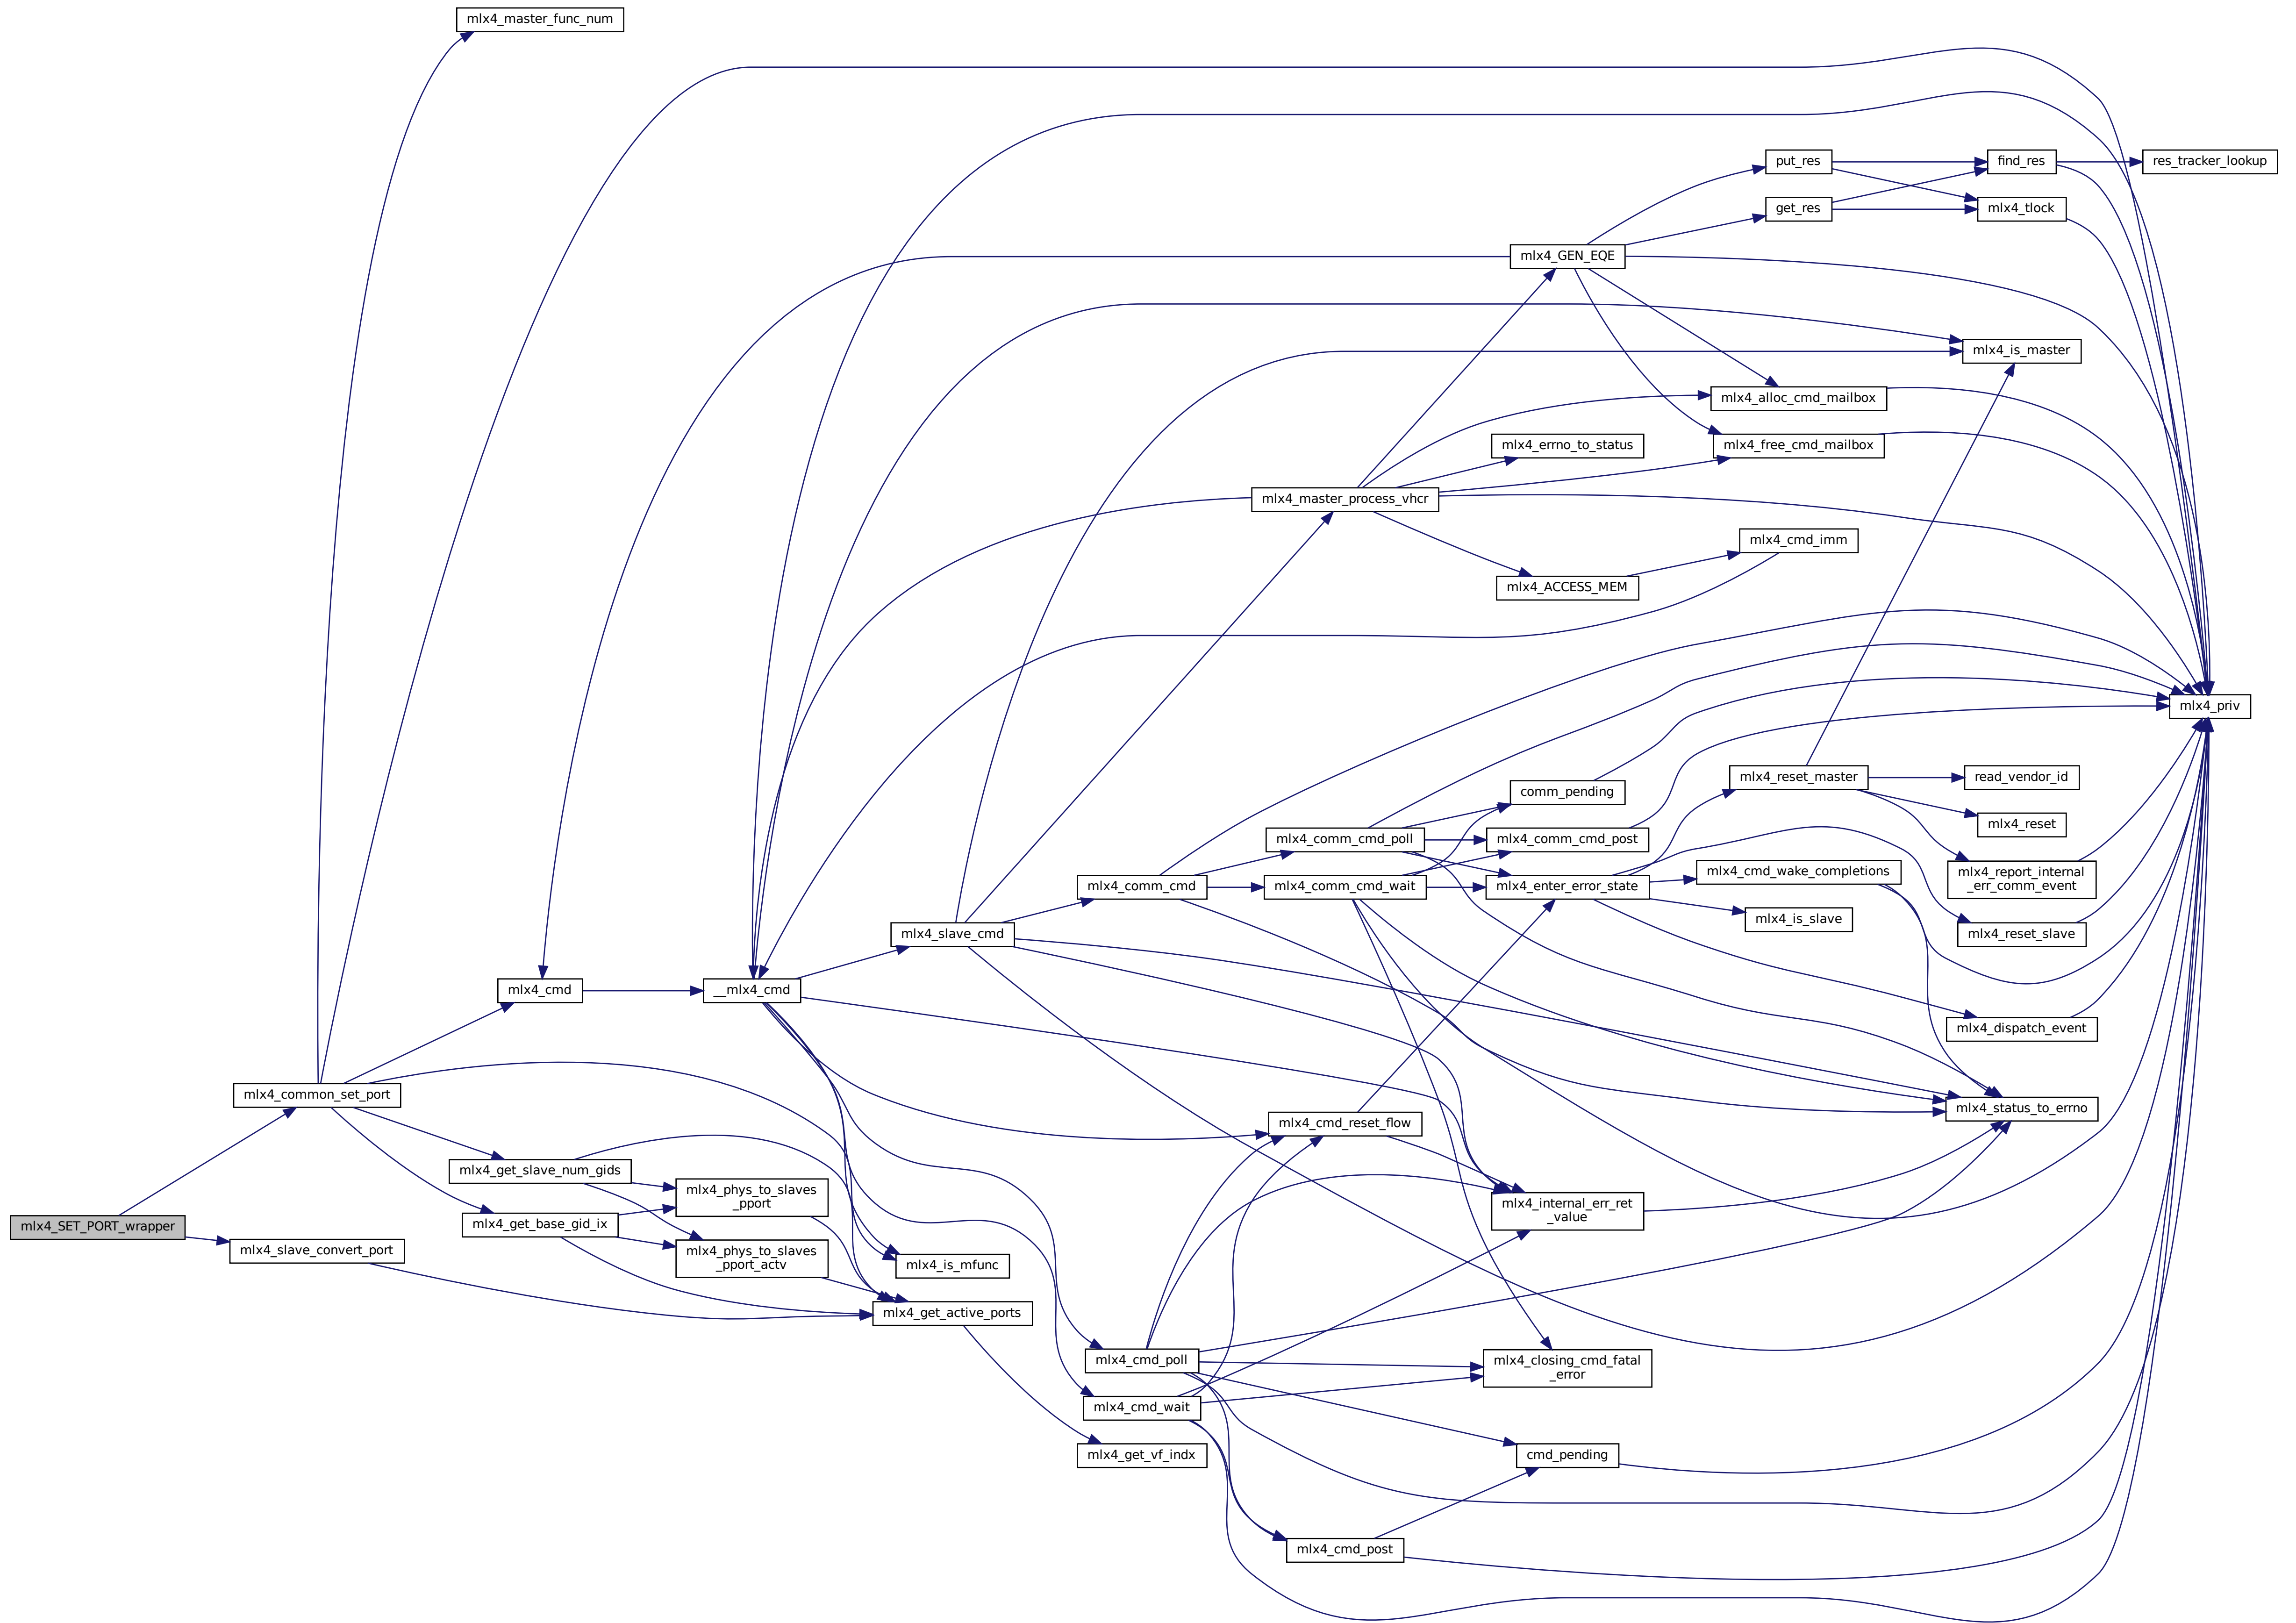 mlx4_master_func_num
put_res
find_res
res_tracker_lookup
get_res
mlx4_tlock
mlx4_GEN_EQE
mlx4_is_master
mlx4_alloc_cmd_mailbox
mlx4_errno_to_status
mlx4_free_cmd_mailbox
mlx4_master_process_vhcr
mlx4_cmd_imm
mlx4_ACCESS_MEM
mlx4_priv
mlx4_reset_master
read_vendor_id
comm_pending
mlx4_reset
mlx4_comm_cmd_poll
mlx4_comm_cmd_post
mlx4_cmd_wake_completions
mlx4_report_internal
_err_comm_event
mlx4_comm_cmd
mlx4_comm_cmd_wait
mlx4_enter_error_state
mlx4_is_slave
mlx4_slave_cmd
mlx4_reset_slave
mlx4_cmd
__mlx4_cmd
mlx4_dispatch_event
mlx4_common_set_port
mlx4_status_to_errno
mlx4_cmd_reset_flow
mlx4_get_slave_num_gids
mlx4_phys_to_slaves
_pport
mlx4_internal_err_ret
_value
mlx4_SET_PORT_wrapper
mlx4_get_base_gid_ix
mlx4_slave_convert_port
mlx4_phys_to_slaves
_pport_actv
mlx4_is_mfunc
mlx4_get_active_ports
mlx4_cmd_poll
mlx4_closing_cmd_fatal
_error
mlx4_cmd_wait
mlx4_get_vf_indx
cmd_pending
mlx4_cmd_post